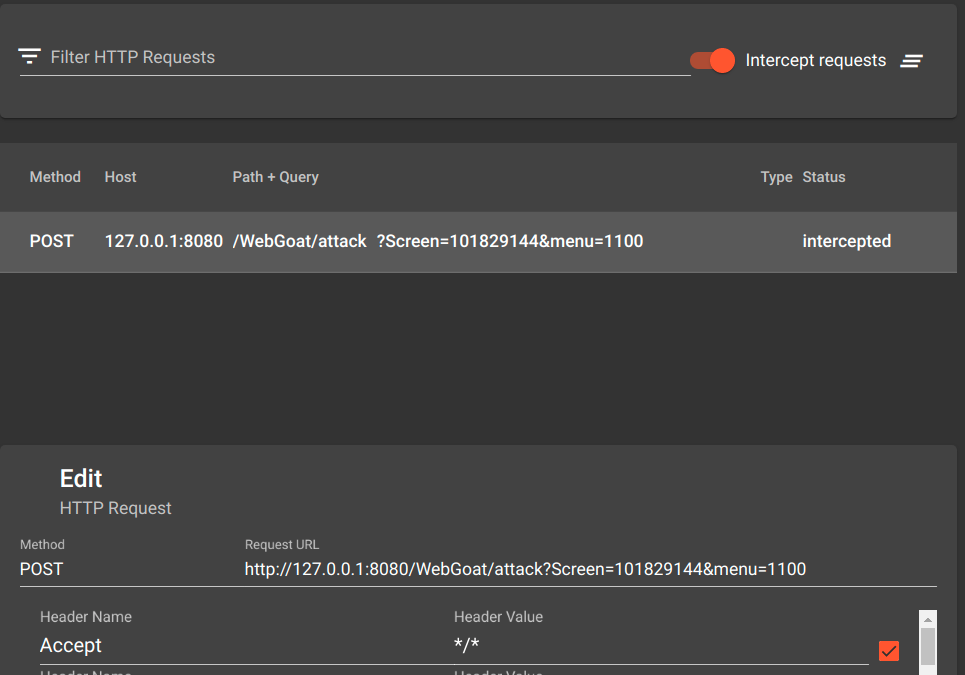 Filter HTTP Requests
Intercept requests
Method Host Path + Query Type Status
POST 127.0.0.1:8080 /WebGoat/attack ?Screen=101829144&menu=1100 intercepted
Edit
HTTP Request
Method Request URL
POST http://127.0.0.1:8080/WebGoat/attack?Screen=101829144&menu=1100
Header Name Header Value
Accept */*
Header Name Header Value